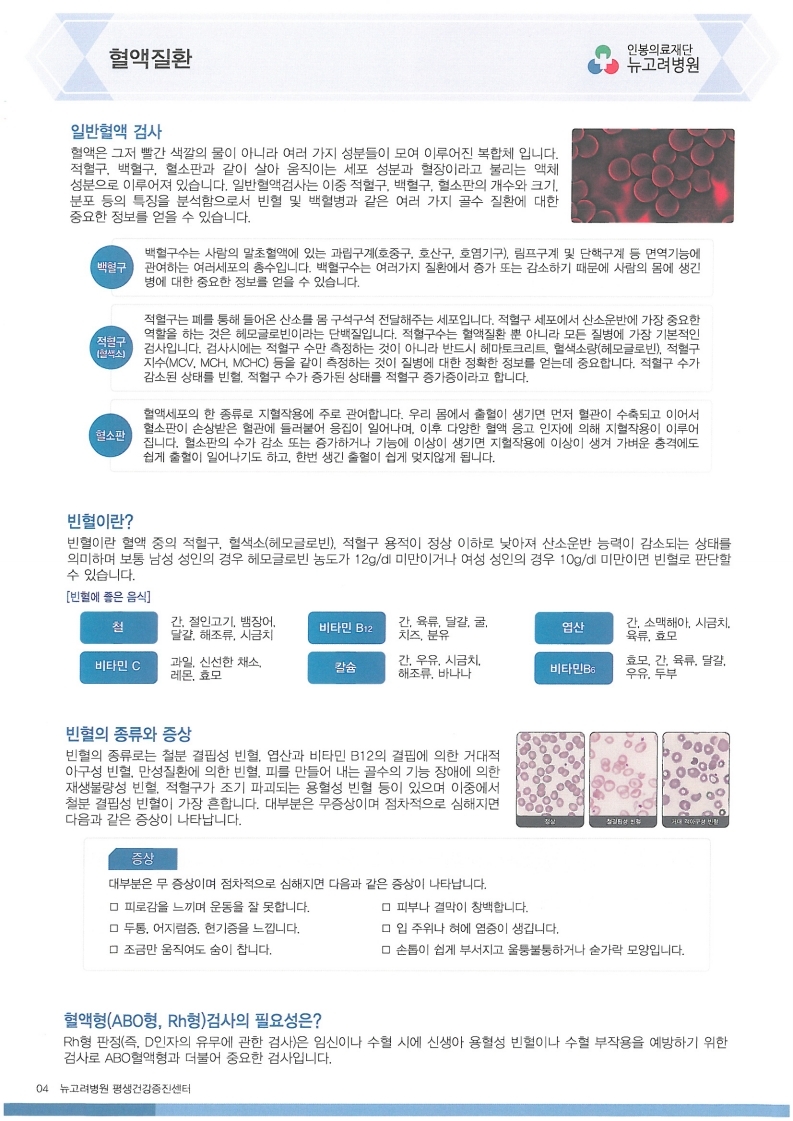 혈액질환
인봉의료재단
뉴고려병원
일반혈액 검사
혈액은 그저 빨간 색깔의 물이 아니라 여러 가지 성분들이 모여 이루어진 복합체 입니다.
적혈구, 백혈구, 혈소판과 같이 살아 움직이는 세포 성분과 혈장이라고 불리는 액체
성분으로 이루어져 있습니다. 일반혈액검사는 이중 적혈구, 백혈구, 혈소판의 개수와 크기,
분포 등의 특징을 분석함으로서 빈혈 및 백혈병과 같은 여러 가지 골수 질환에 대한
중요한 정보를 얻을 수 있습니다.
백혈구
백혈구수는 사람의 말초혈액에 있는 과립구계(호중구, 호산구, 호염기구), 림프구계 및 단핵구계 등 면역기능에
관여하는 여러세포의 총수입니다. 백혈구수는 여러가지 질환에서 증가 또는 감소하기 때문에 사람의 몸에 생긴
병에 대한 중요한 정보를 얻을 수 있습니다.
적혈구
(혈색소)
적혈구는 폐를 통해 들어온 산소를 몸 구석구석 전달해주는 세포입니다. 적혈구 세포에서 산소운반에 가장 중요한
역할을 하는 것은 헤모글로빈이라는 단백질입니다. 적혈구수는 혈액질환 뿐 아니라 모든 질병에 가장 기본적인
검사입니다. 검사시에는 적혈구 수만 측정하는 것이 아니라 반드시 헤마토크리트, 혈색소량(헤모글로빈), 적혈구
지수(MCV, MCH, MCHC) 등을 같이 측정하는 것이 질병에 대한 정확한 정보를 얻는데 중요합니다. 적혈구 수가
감소된 상태를 빈혈, 적혈구 수가 증가된 상태를 적혈구 증가증이라고 합니다.
혈소판
혈액세포의 한 종류로 지혈작용에 주로 관여합니다. 우리 몸에서 출혈이 생기면 먼저 혈관이 수축되고 이어서
혈소판이 손상받은 혈관에 들러붙어 응집이 일어나며, 이후 다양한 혈액 응고 인자에 의해 지혈작용이 이루어
집니다. 혈소판의 수가 감소 또는 증가하거나 기능에 이상이 생기면 지혈작용에 이상이 생겨 가벼운 충격에도
쉽게 출혈이 일어나기도 하고, 한번 생긴 출혈이 쉽게 멎지않게 됩니다.
빈혈이란?
빈혈이란 혈액 중의 적혈구, 혈색소(헤모글로빈), 적혈구 용적이 정상 이하로 낮아져 산소운반 능력이 감소되는 상태를
의미하며 보통 남성 성인의 경우 헤모글로빈 농도가 12g/dl 미만이거나 여성 성인의 경우 10g/dl 미만이면 빈혈로 판단할
수 있습니다.
[빈혈에 좋은 음식]
철
간, 절인고기, 뱀장어,
달걀, 해조류, 시금치
비타민 B12
간, 육류, 달걀, 굴,
치즈, 분유
엽산
간, 소맥해아, 시금치,
육류, 효모
비타민 C
과일, 신선한 채소,
레몬, 효모
칼슘
간, 우유, 시금치,
해조류, 바나나
비타민B6
효모, 간, 육류, 달걀,
우유, 두부
빈혈의 종류와 증상
빈혈의 종류로는 철분 결핍성 빈혈, 엽산과 비타민 B12의 결핍에 의한 거대적
아구성 빈혈, 만성질환에 의한 빈혈, 피를 만들어 내는 골수의 기능 장애에 의한
재생불량성 빈혈, 적혈구가 조기 파괴되는 용혈성 빈혈 등이 있으며 이중에서
철분 결핍성 빈혈이 가장 흔합니다. 대부분은 무증상이며 점차적으로 심해지면
다음과 같은 증상이 나타납니다.
정상
철결핍성 빈혈
거대 적아구성 빈혈
증상
대부분은 무 증상이며 점차적으로 심해지면 다음과 같은 증상이 나타납니다.
□ 피로감을 느끼며 운동을 잘 못합니다.
□ 피부나 결막이 창백합니다.
□ 두통, 어지럼증, 현기증을 느낍니다.
□ 입 주위나 혀에 염증이 생깁니다.
□ 조금만 움직여도 숨이 찹니다.
□ 손톱이 쉽게 부서지고 울퉁불퉁하거나 숟가락 모양입니다.
혈액형(ABO형, Rh형)검사의 필요성은?
Rh형 판정(즉, D인자의 유무에 관한 검사)은 임신이나 수혈 시에 신생아 용혈성 빈혈이나 수혈 부작용을 예방하기 위한
검사로 ABO혈액형과 더불어 중요한 검사입니다.
04 뉴고려병원 평생건강증진센터